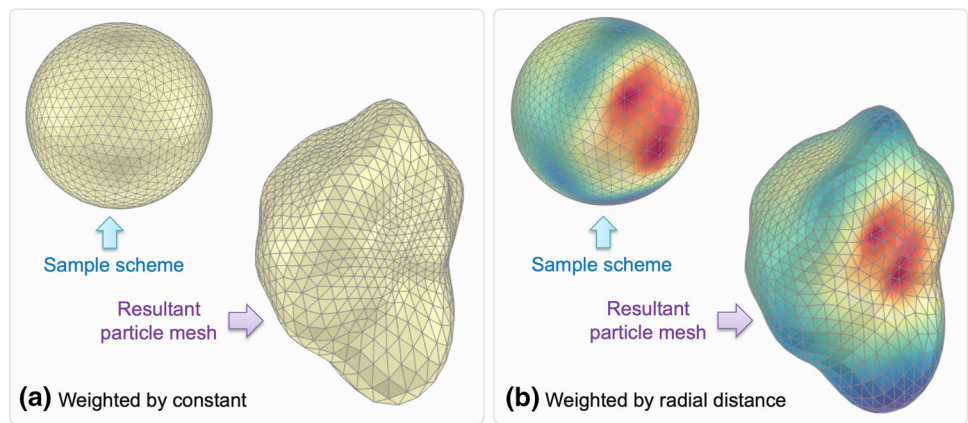 Sample scheme
Resultant
particle mesh
(a) Weighted by constant
Sample scheme
Resultant
particle mesh
(b) Weighted by radial distance